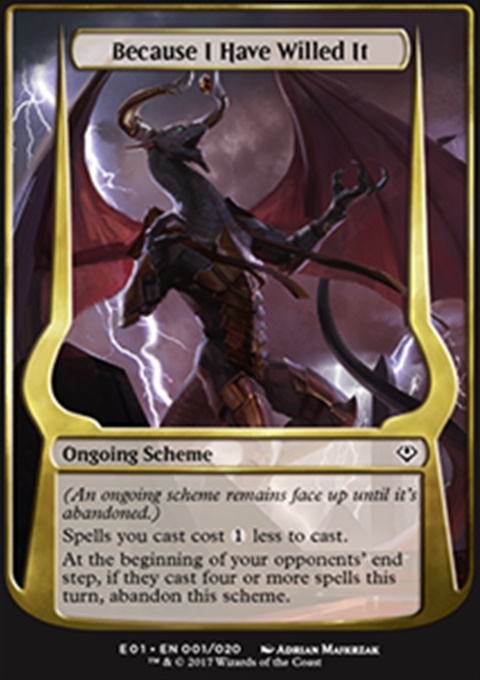 Because I Have Willed It
Ongoing Scheme
(An ongoing scheme remains face up until it's
abandoned.)
Spells you cast cost 1 less to cast.
At the beginning of your opponents' end
step, if they cast four or more spells this
turn, abandon this scheme.
E01 • EN 001/020 Adrian Majkrzak
™ & © 2017 Wizards of the Coast